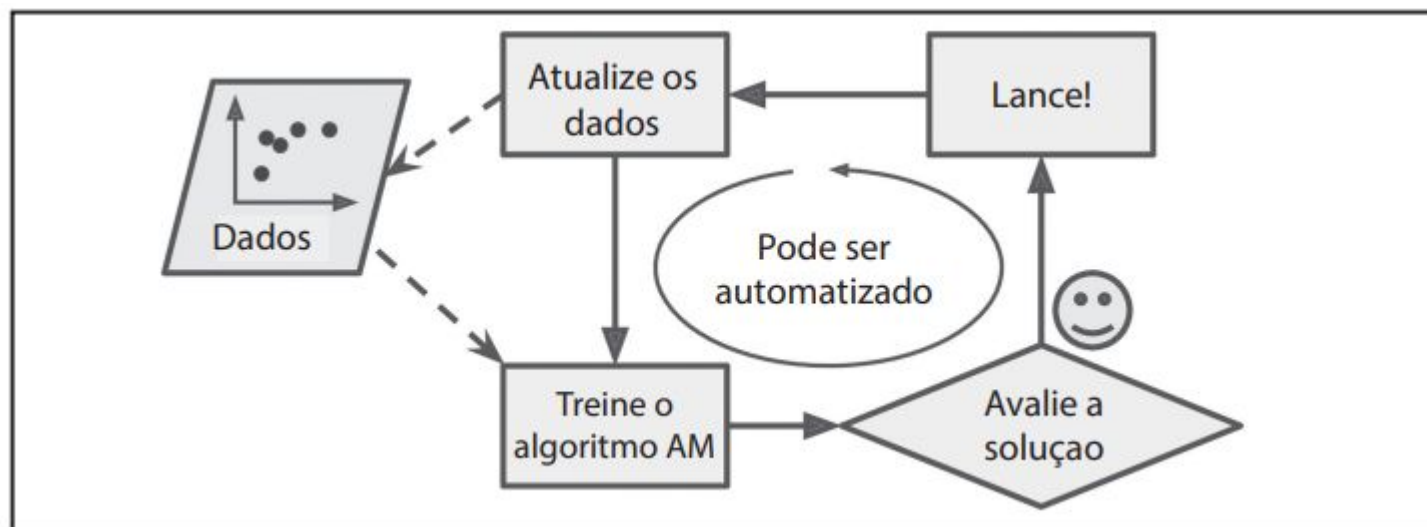 Atualize os
dados
Lance!
Dados
Pode ser
automatizado
Treine o
algoritmo AM
Avalie a
soluçao